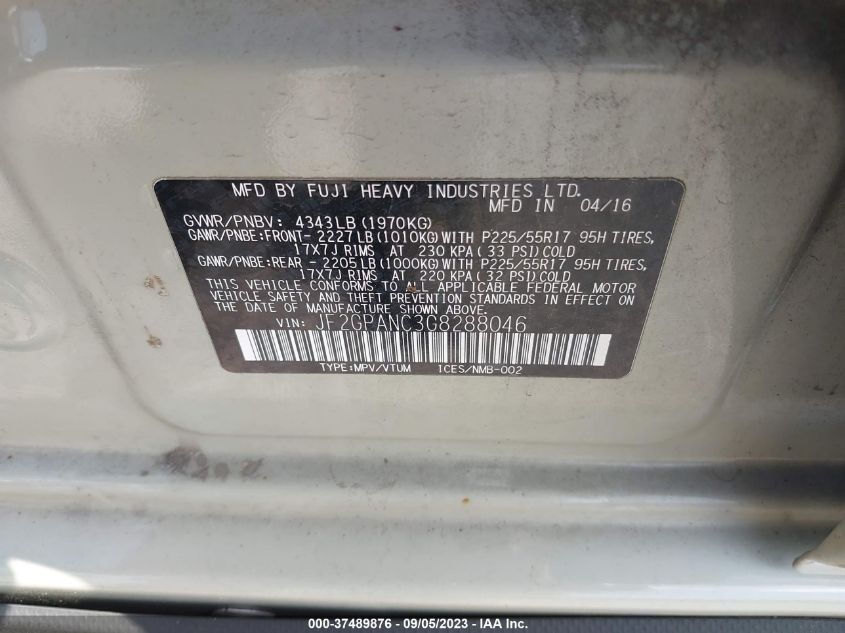 MFD BY FUJI HEAVY INDUSTRIES LTD.
MFD IN 04/16
GVWR/PNBV: 4343LB (1970KG)
GAWR/PNBE:FRONT- 2227LB (1010KG) WITH P225/55R17 95H TIRES,
17X7J RIMS AT 230 KPA ( 33 PSI) COLD
GAWR/PNBE:REAR - 2205LB (1000KG) WITH P225/55R17 95H TIRES,
17X7J RIMS AT 220 KPA ( 32 PSI) COLD
THIS VEHICLE CONFORMS TO ALL APPLICABLE FEDERAL MOTOR
VEHICLE SAFETY AND THEFT PREVENTION STANDARDS IN EFFECT ON
THE DATE OF MANUFACTURE SHOWN ABOVE.
VIN: JF2GPANC3G8288046
TYPE:MPV/VTUM ICES/NMB-002
000-37489876 - 09/05/2023 - IAA Inc.